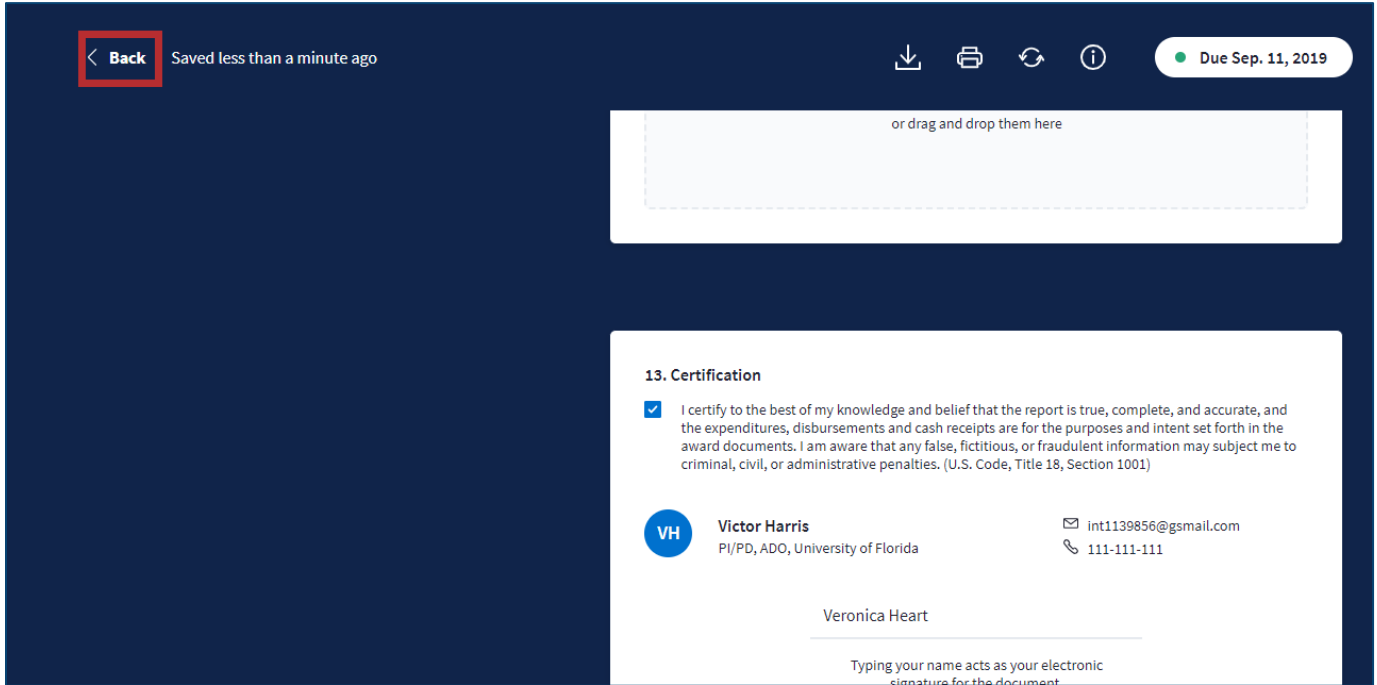 Back Saved less than a minute ago Due Sep. 11, 2019
or drag and drop them here
13. Certification
I certify to the best of my knowledge and belief that the report is true, complete, and accurate, and
the expenditures, disbursements and cash receipts are for the purposes and intent set forth in the
award documents. I am aware that any false, fictitious, or fraudulent information may subject me to
criminal, civil, or administrative penalties. (U.S. Code, Title 18, Section 1001)
VH
Victor Harris
PI/PD, ADO, University of Florida
int1139856@gsmail.com
111-111-111
Veronica Heart
Typing your name acts as your electronic
signature for the document